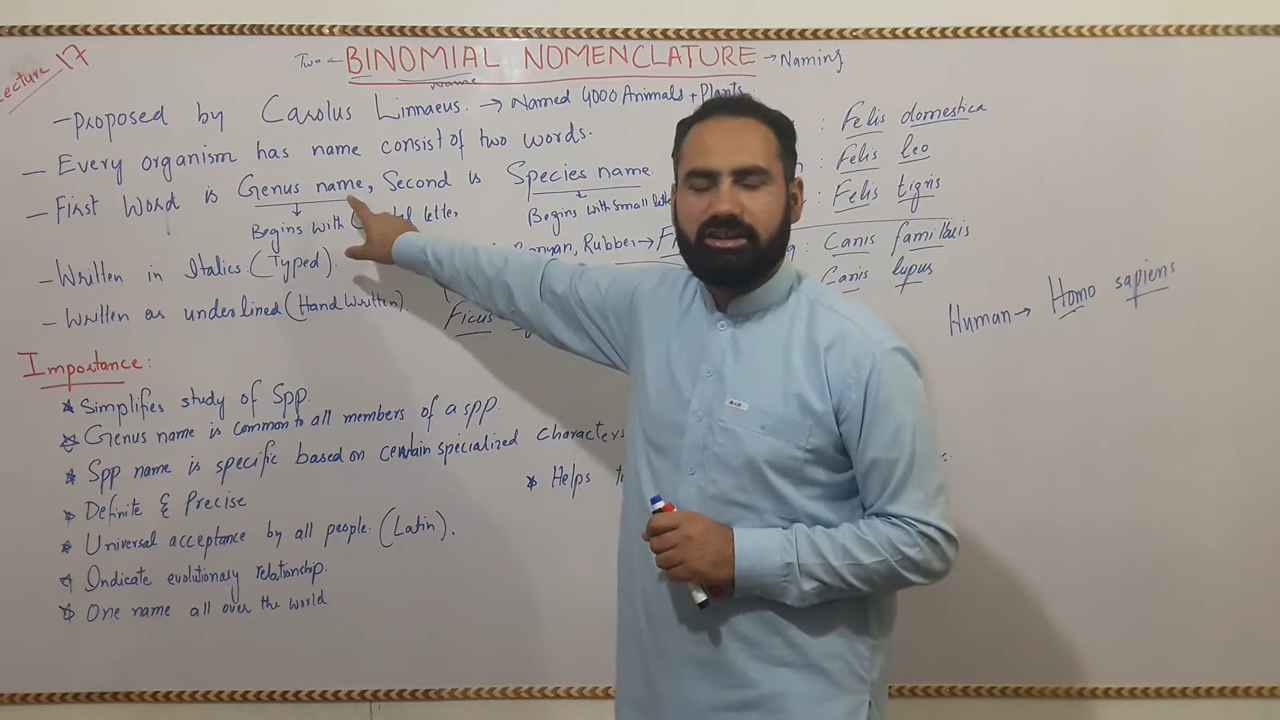 Lecture 17
Two ← BINOMIAL NOMENCLATURE → Naming
Name
- Proposed by Carolus Linnaeus. → Named 4000 Animals + Plants.
- Every organism has name consist of two words.
- First Word is Genus name, Second is Species name.
Begins with letter
Begins with small
- Written in Italics. (Typed).
- Written as underlined (Hand Written).
Banyan, Rubber →
Ficus
: Felis domestica
: Felis leo
: Felis tigris
: Canis familiaris
Canis lupus
Human → Homo sapiens
Importance:
* Simplifies study of Spp.
* Genus name is common to all members of a spp.
* Spp name is specific based on certain specialized characters
* Definite & Precise
* Helps
* Universal acceptance by all people. (Latin).
* Indicate evolutionary relationship.
* One name all over the world